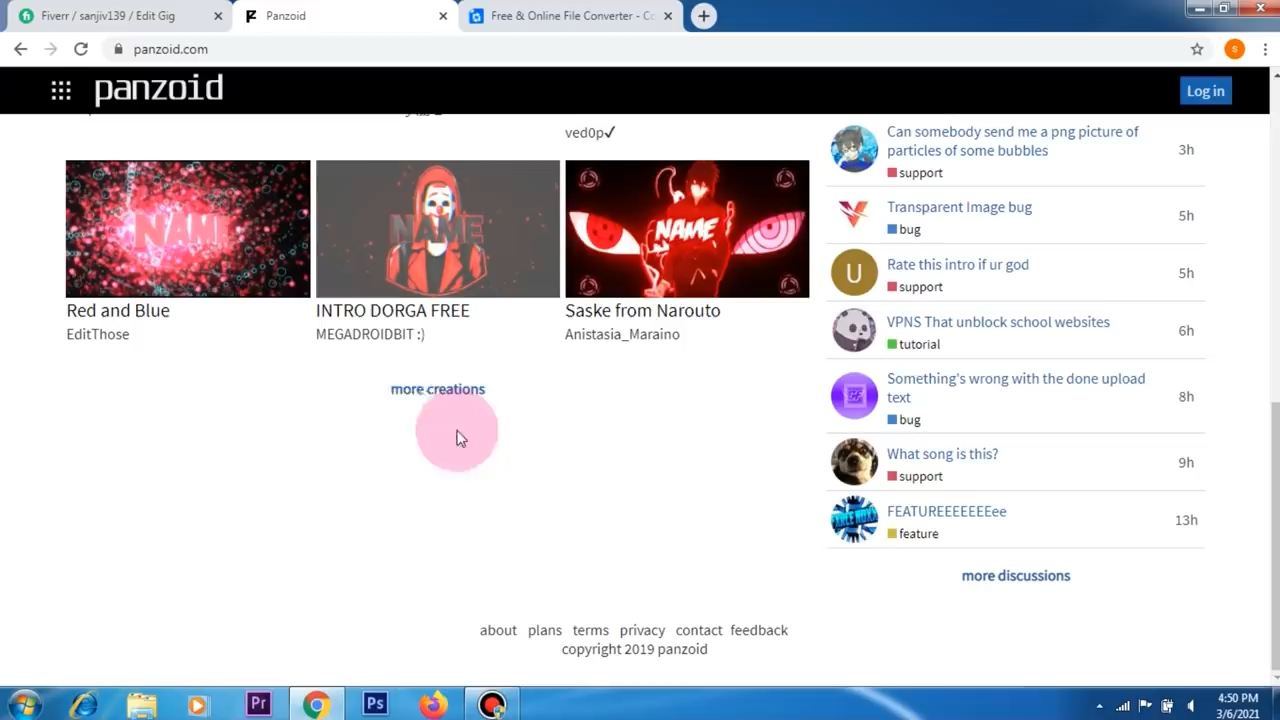 Fiverr / sanjiv139 / Edit Gig
Panzoid
Free & Online File Converter - Co
panzoid.com
S
panzoid
Log in
ved0p✓
NAME
NAME
NAME
Red and Blue
INTRO DORGA FREE
Saske from Narouto
EditThose
MEGADROIDBIT :)
Anistasia_Maraino
more creations
Can somebody send me a png picture of
particles of some bubbles
3h
support
Transparent Image bug
5h
bug
U
Rate this intro if ur god
5h
support
VPNS That unblock school websites
6h
tutorial
Something's wrong with the done upload
text
8h
bug
What song is this?
9h
support
FEATUREEEEEEEee
13h
feature
more discussions
about plans terms privacy contact feedback
copyright 2019 panzoid
Pr
Ps
4:50 PM
3/6/2021